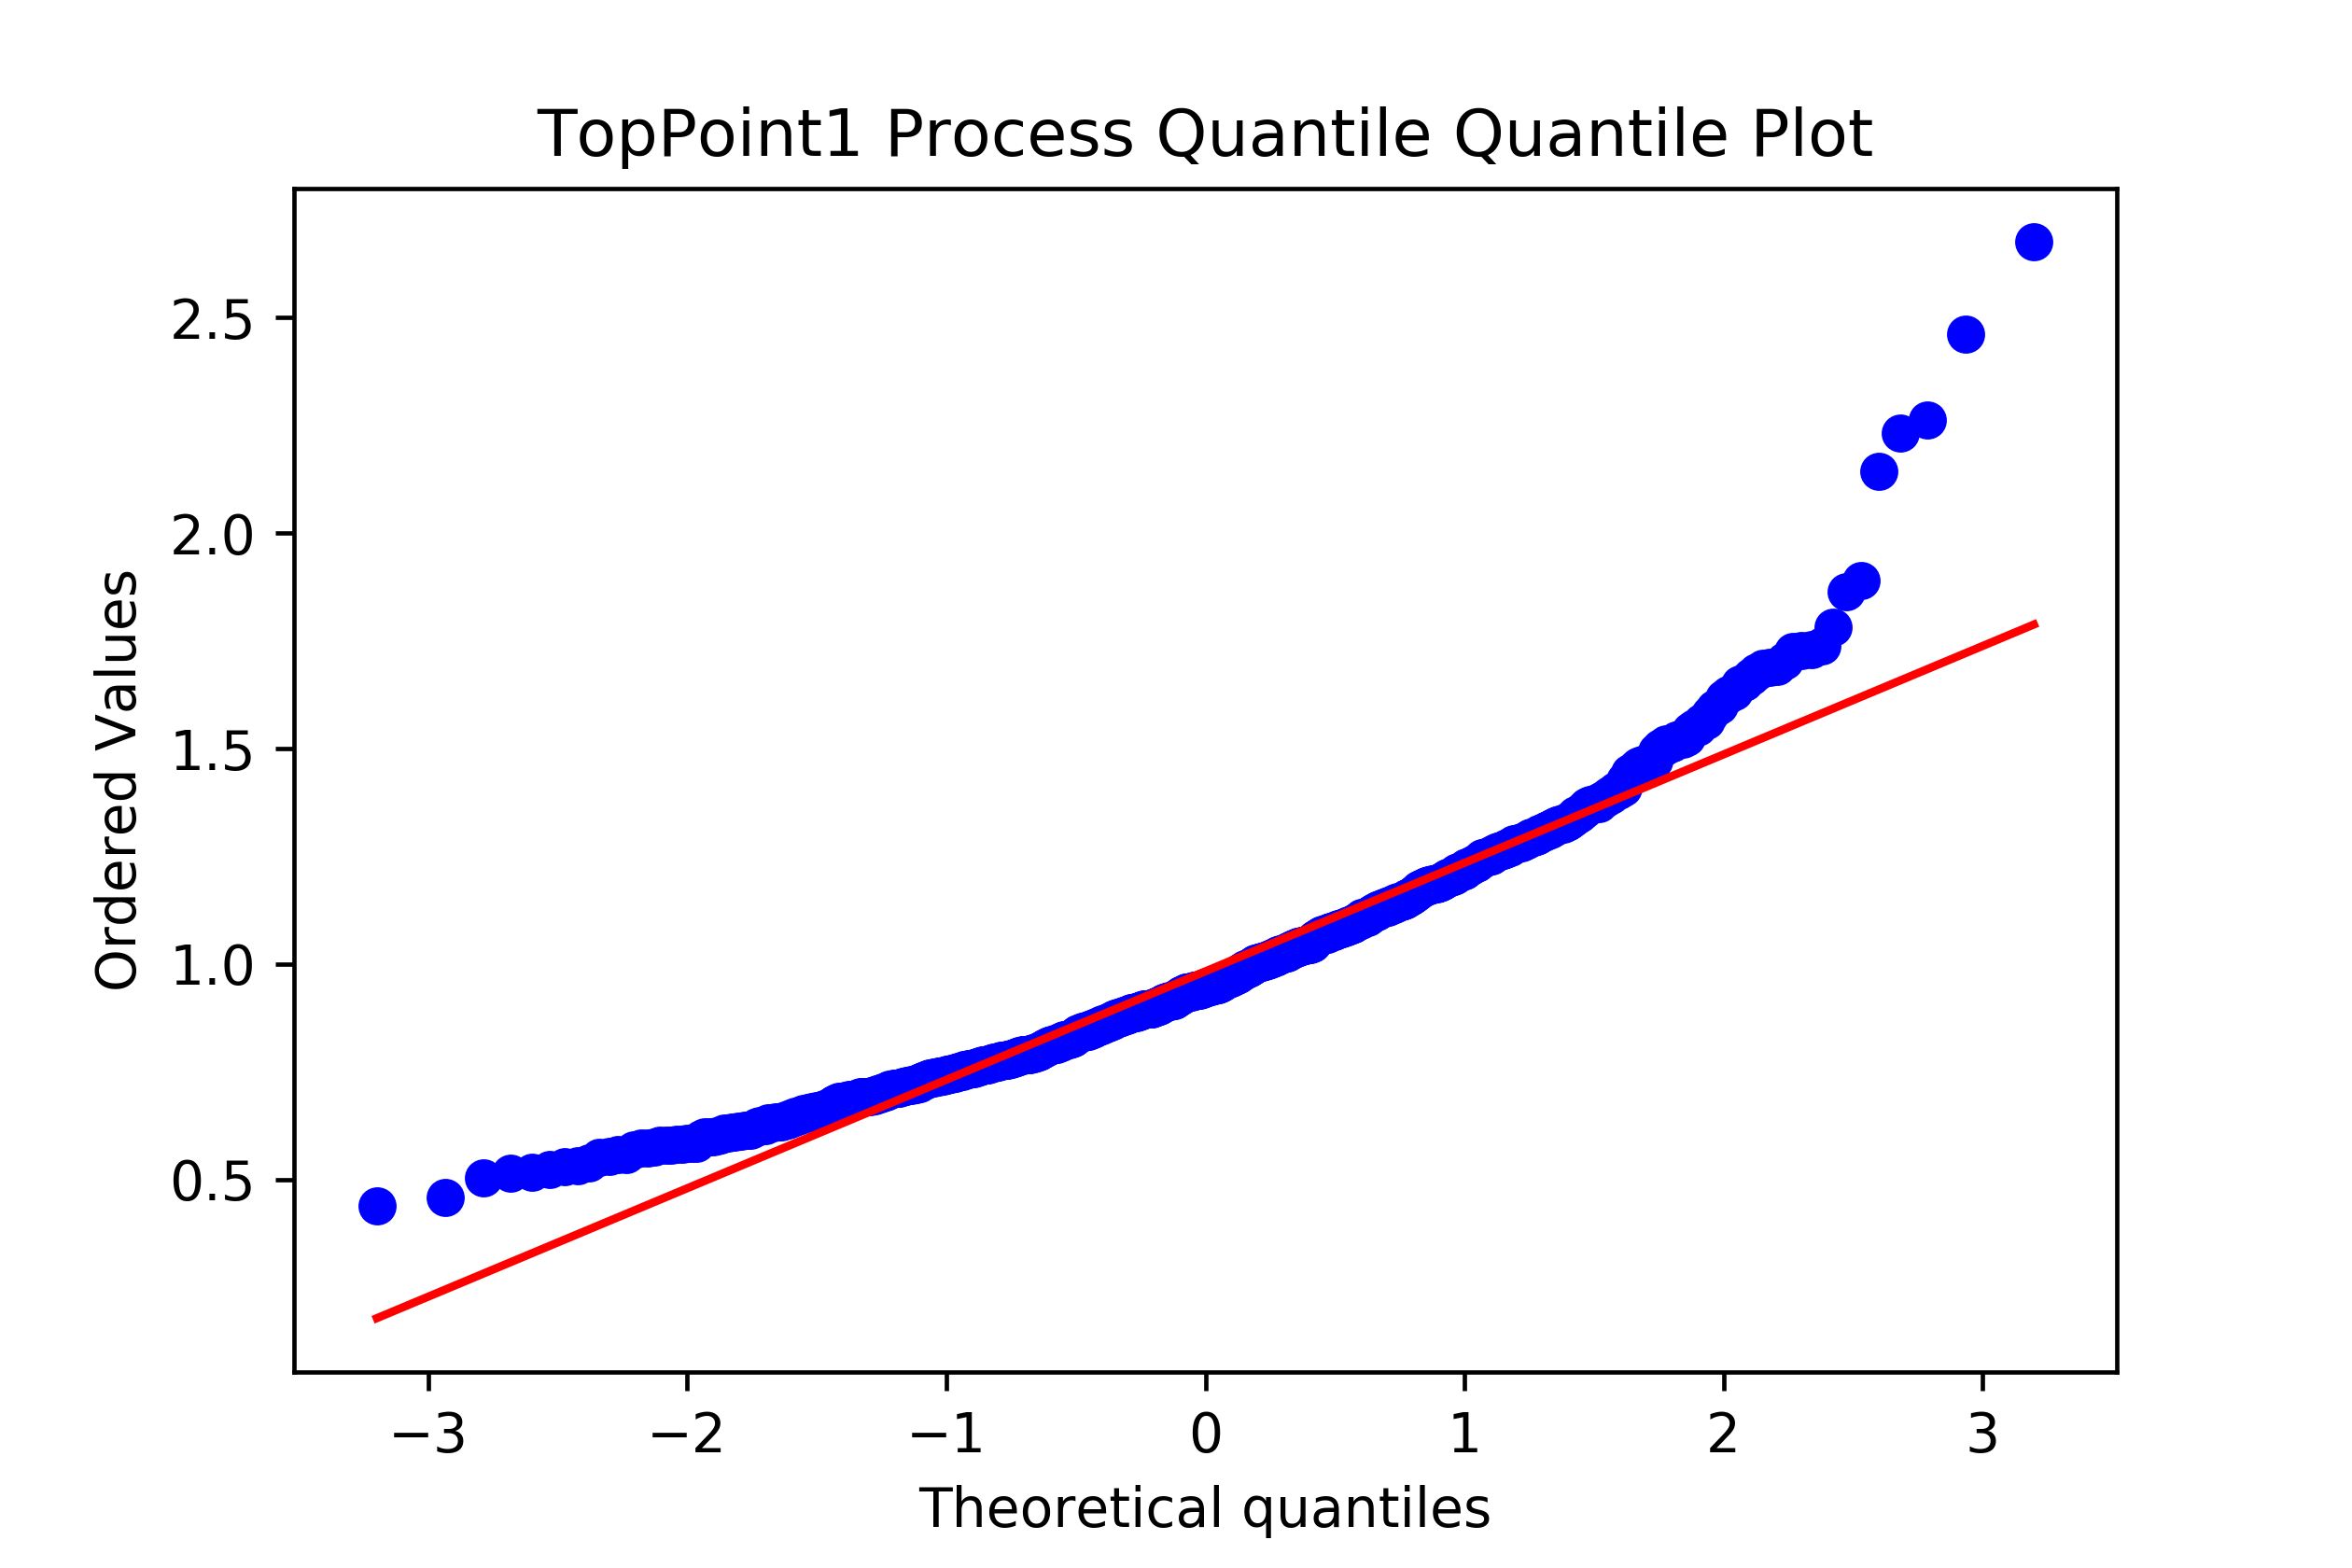 TopPoint1 Process Quantile Quantile Plot
Ordered Values
2.5
2.0
1.5
1.0
0.5
−3 −2 −1 0 1 2 3
Theoretical quantiles